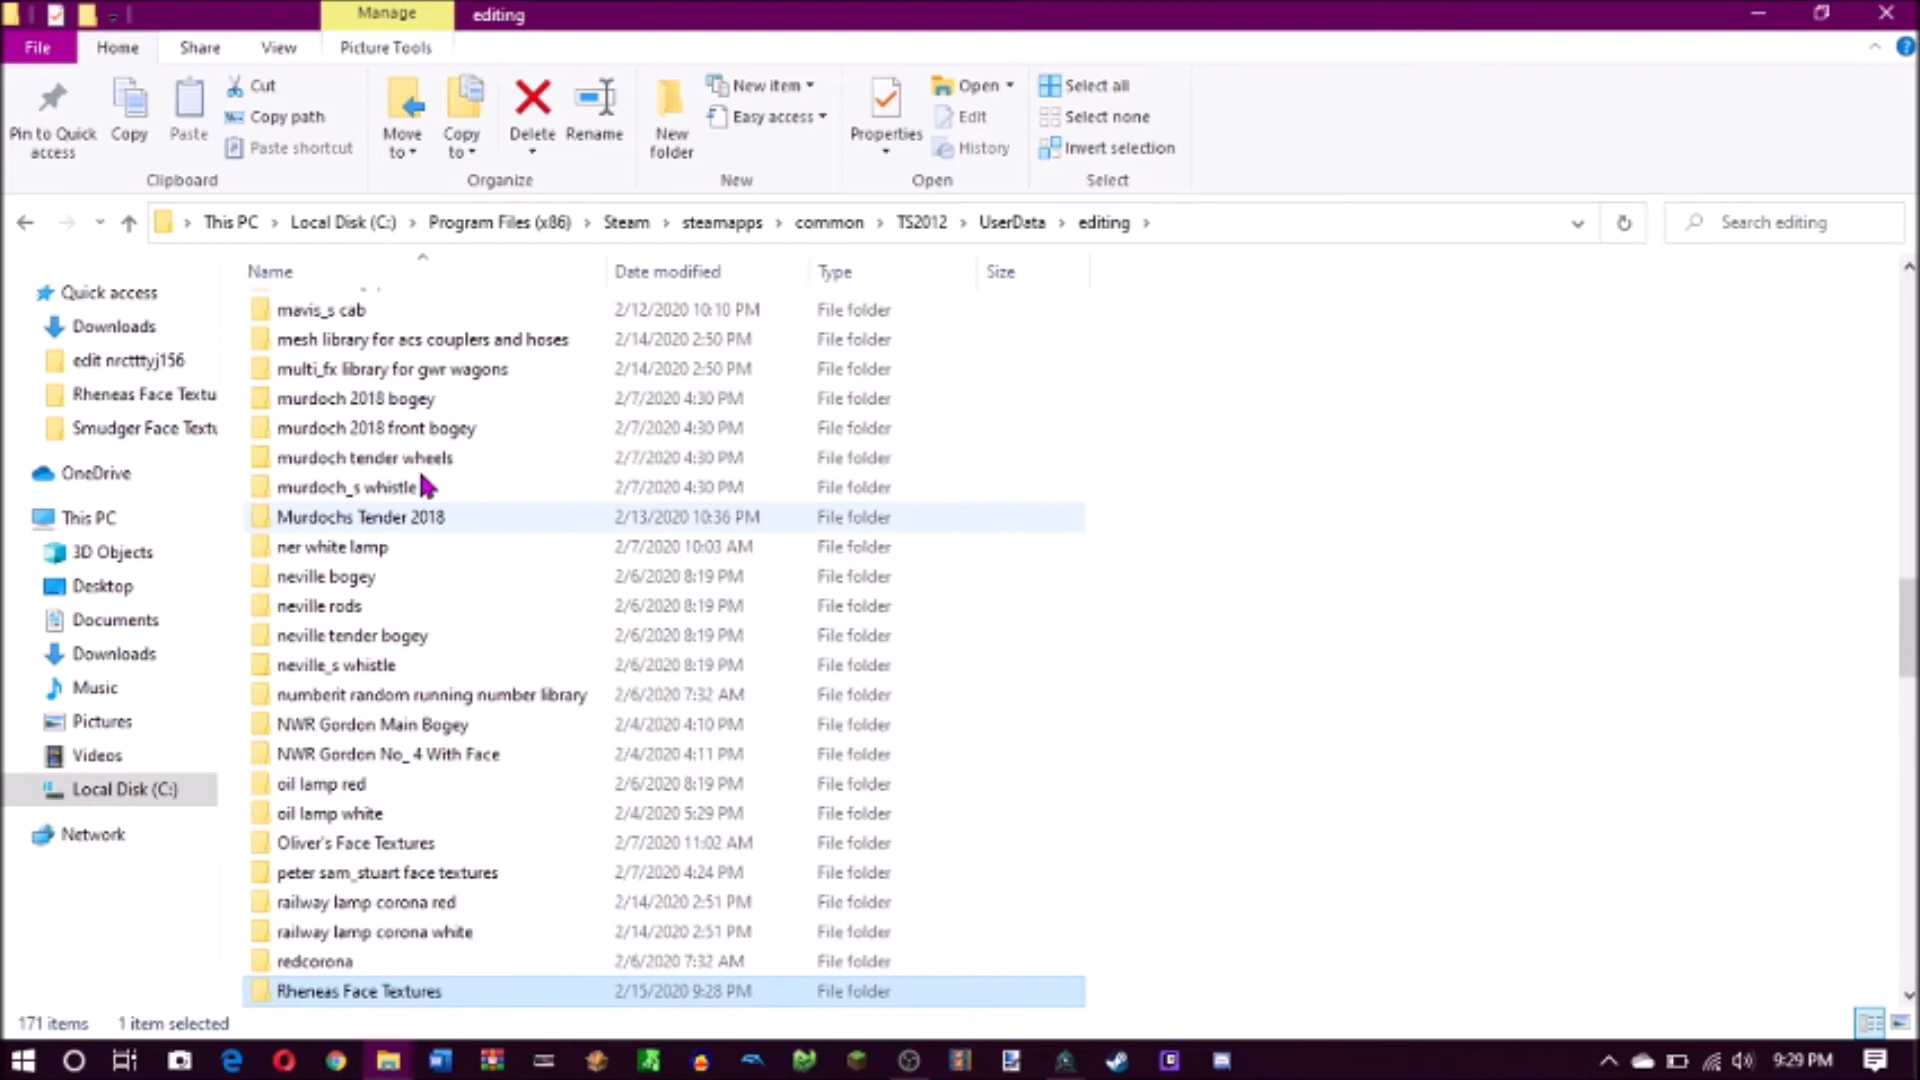 Manage
editing
File
Home
Share
View
Picture Tools
Pin to Quick access
Copy
Paste
Cut
Copy path
Paste shortcut
Clipboard
Move to
Copy to
Delete
Rename
Organize
New folder
New item
Easy access
New
Properties
Open
Edit
History
Open
Select all
Select none
Invert selection
Select
This PC > Local Disk (C:) > Program Files (x86) > Steam > steamapps > common > TS2012 > UserData > editing >
Search editing
Quick access
Downloads
edit nrctttyj156
Rheneas Face Textu
Smudger Face Textu
OneDrive
This PC
3D Objects
Desktop
Documents
Downloads
Music
Pictures
Videos
Local Disk (C:)
Network
Name Date modified Type Size
mavis_s cab 2/12/2020 10:10 PM File folder
mesh library for acs couplers and hoses 2/14/2020 2:50 PM File folder
multi_fx library for gwr wagons 2/14/2020 2:50 PM File folder
murdoch 2018 bogey 2/7/2020 4:30 PM File folder
murdoch 2018 front bogey 2/7/2020 4:30 PM File folder
murdoch tender wheels 2/7/2020 4:30 PM File folder
murdoch_s whistle 2/7/2020 4:30 PM File folder
Murdochs Tender 2018 2/13/2020 10:36 PM File folder
ner white lamp 2/7/2020 10:03 AM File folder
neville bogey 2/6/2020 8:19 PM File folder
neville rods 2/6/2020 8:19 PM File folder
neville tender bogey 2/6/2020 8:19 PM File folder
neville_s whistle 2/6/2020 8:19 PM File folder
numberit random running number library 2/6/2020 7:32 AM File folder
NWR Gordon Main Bogey 2/4/2020 4:10 PM File folder
NWR Gordon No_ 4 With Face 2/4/2020 4:11 PM File folder
oil lamp red 2/6/2020 8:19 PM File folder
oil lamp white 2/4/2020 5:29 PM File folder
Oliver's Face Textures 2/7/2020 11:02 AM File folder
peter sam_stuart face textures 2/7/2020 4:24 PM File folder
railway lamp corona red 2/14/2020 2:51 PM File folder
railway lamp corona white 2/14/2020 2:51 PM File folder
redcorona 2/6/2020 7:32 AM File folder
Rheneas Face Textures 2/15/2020 9:28 PM File folder
171 items 1 item selected
9:29 PM